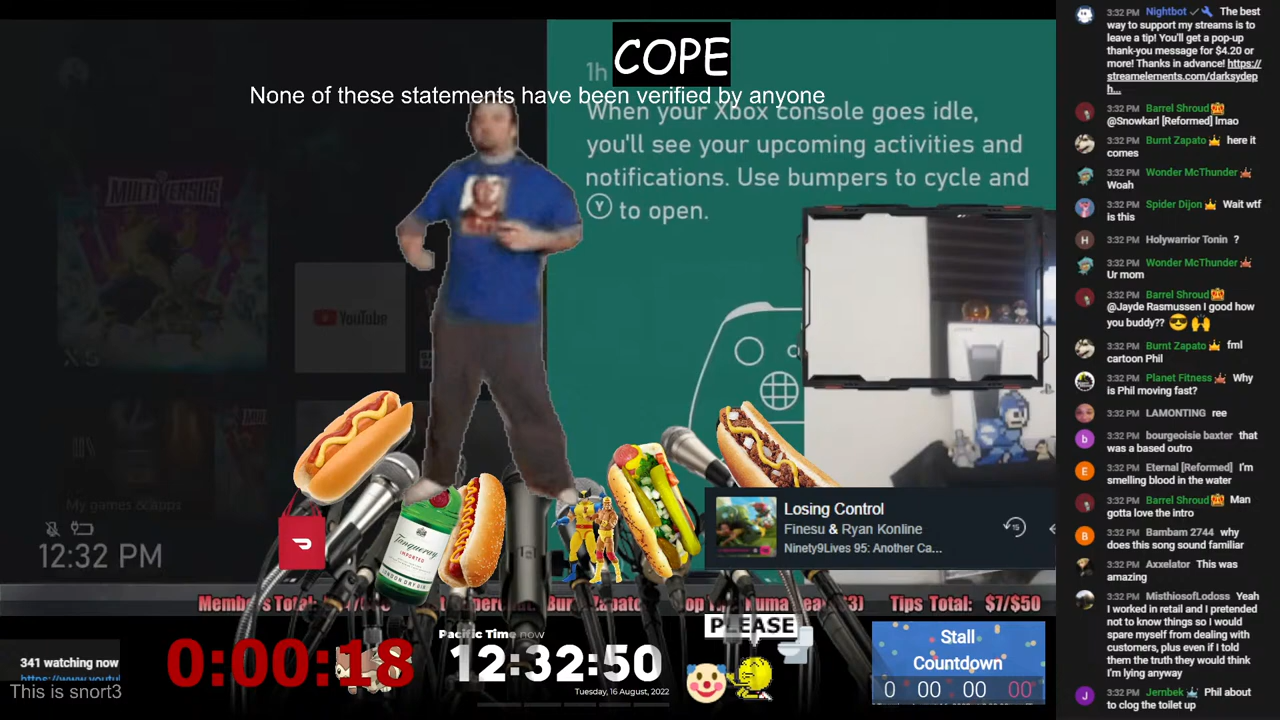 COPE
None of these statements have been verified by anyone
1h
When your Xbox console goes idle,
you'll see your upcoming activities and
notifications. Use bumpers to cycle and
Y to open.
MULTIVERSUS
YouTube
My games & apps
12:32 PM
Tanqueray
IMPORTED
LONDON DRY GIN
Losing Control
Finesu & Ryan Konline
Ninety9Lives 95: Another Ca...
15
Tips Total: $7/$50
PLEASE
Pacific Time now
12:32:50
Tuesday, 16 August, 2022
0:00:18
341 watching now
This is snort3
Stall
Countdown
0 00 00 00
3:32 PM Nightbot The best
way to support my streams is to
leave a tip! You'll get a pop-up
thank-you message for $4.20 or
more! Thanks in advance! https://
streamelements.com/darksydep
h...
3:32 PM Barrel Shroud
@Snowkarl [Reformed] lmao
3:32 PM Burnt Zapato here it
comes
3:32 PM Wonder McThunder
Woah
3:32 PM Spider Dijon Wait wtf
is this
3:32 PM Holywarrior Tonin ?
3:32 PM Wonder McThunder
Ur mom
3:32 PM Barrel Shroud
@Jayde Rasmussen I good how
you buddy??
3:32 PM Burnt Zapato fml
cartoon Phil
3:32 PM Planet Fitness Why
is Phil moving fast?
3:32 PM LAMONTING ree
3:32 PM bourgeoisie baxter that
was a based outro
3:32 PM Eternal [Reformed] I'm
smelling blood in the water
3:32 PM Barrel Shroud Man
gotta love the intro
3:32 PM Bambam 2744 why
does this song sound familiar
3:32 PM Axxelator This was
amazing
3:32 PM MisthiosofLodoss Yeah
I worked in retail and I pretended
not to know things so I would
spare myself from dealing with
customers, plus even if I told
them the truth they would think
I'm lying anyway
3:32 PM Jernbek Phil about
to clog the toilet up